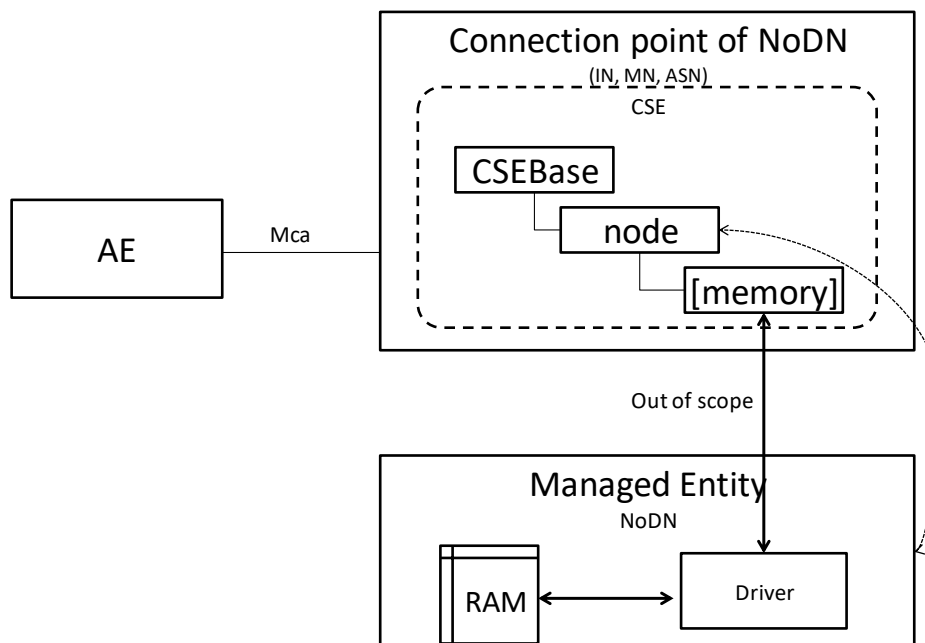 Connection point of NoDN
(IN, MN, ASN)
CSE
CSEBase
node
[memory]
AE
Mca
Out of scope
Managed Entity
NoDN
RAM
Driver